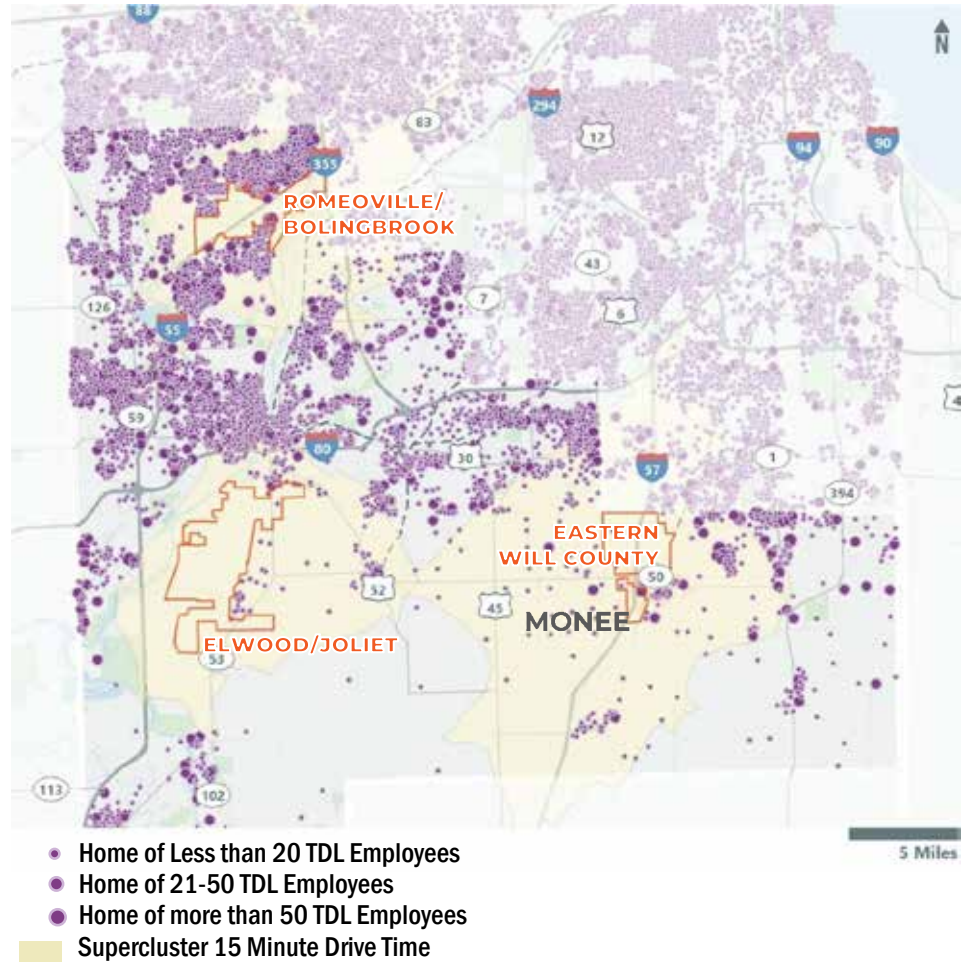 88
N
294
83
12
94
90
355
ROMEOVILLE/
BOLINGBROOK
43
7
126
6
55
4
59
80
30
57
1
394
EASTERN
WILL COUNTY
50
52
45
MONEE
ELWOOD/JOLIET
53
113
102
5 Miles
Home of Less than 20 TDL Employees
Home of 21-50 TDL Employees
Home of more than 50 TDL Employees
Supercluster 15 Minute Drive Time